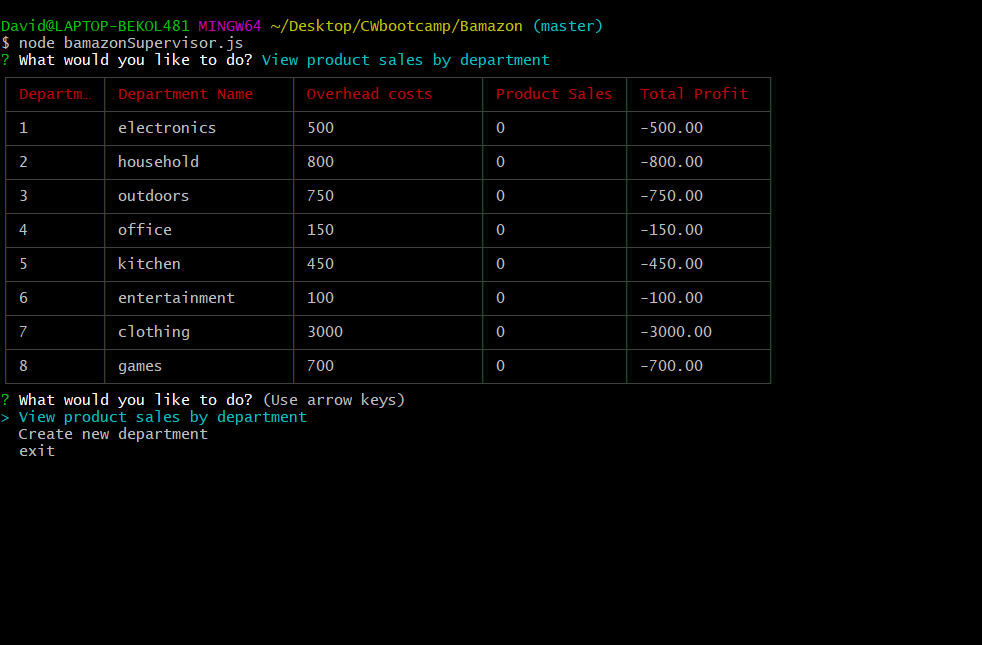 David@LAPTOP-BEKOL481 MINGW64 ~/Desktop/CWbootcamp/Bamazon (master)
$ node bamazonSupervisor.js
? What would you like to do? View product sales by department
Departm… Department Name Overhead costs Product Sales Total Profit
1 electronics 500 0 -500.00
2 household 800 0 -800.00
3 outdoors 750 0 -750.00
4 office 150 0 -150.00
5 kitchen 450 0 -450.00
6 entertainment 100 0 -100.00
7 clothing 3000 0 -3000.00
8 games 700 0 -700.00
? What would you like to do? (Use arrow keys)
> View product sales by department
Create new department
exit